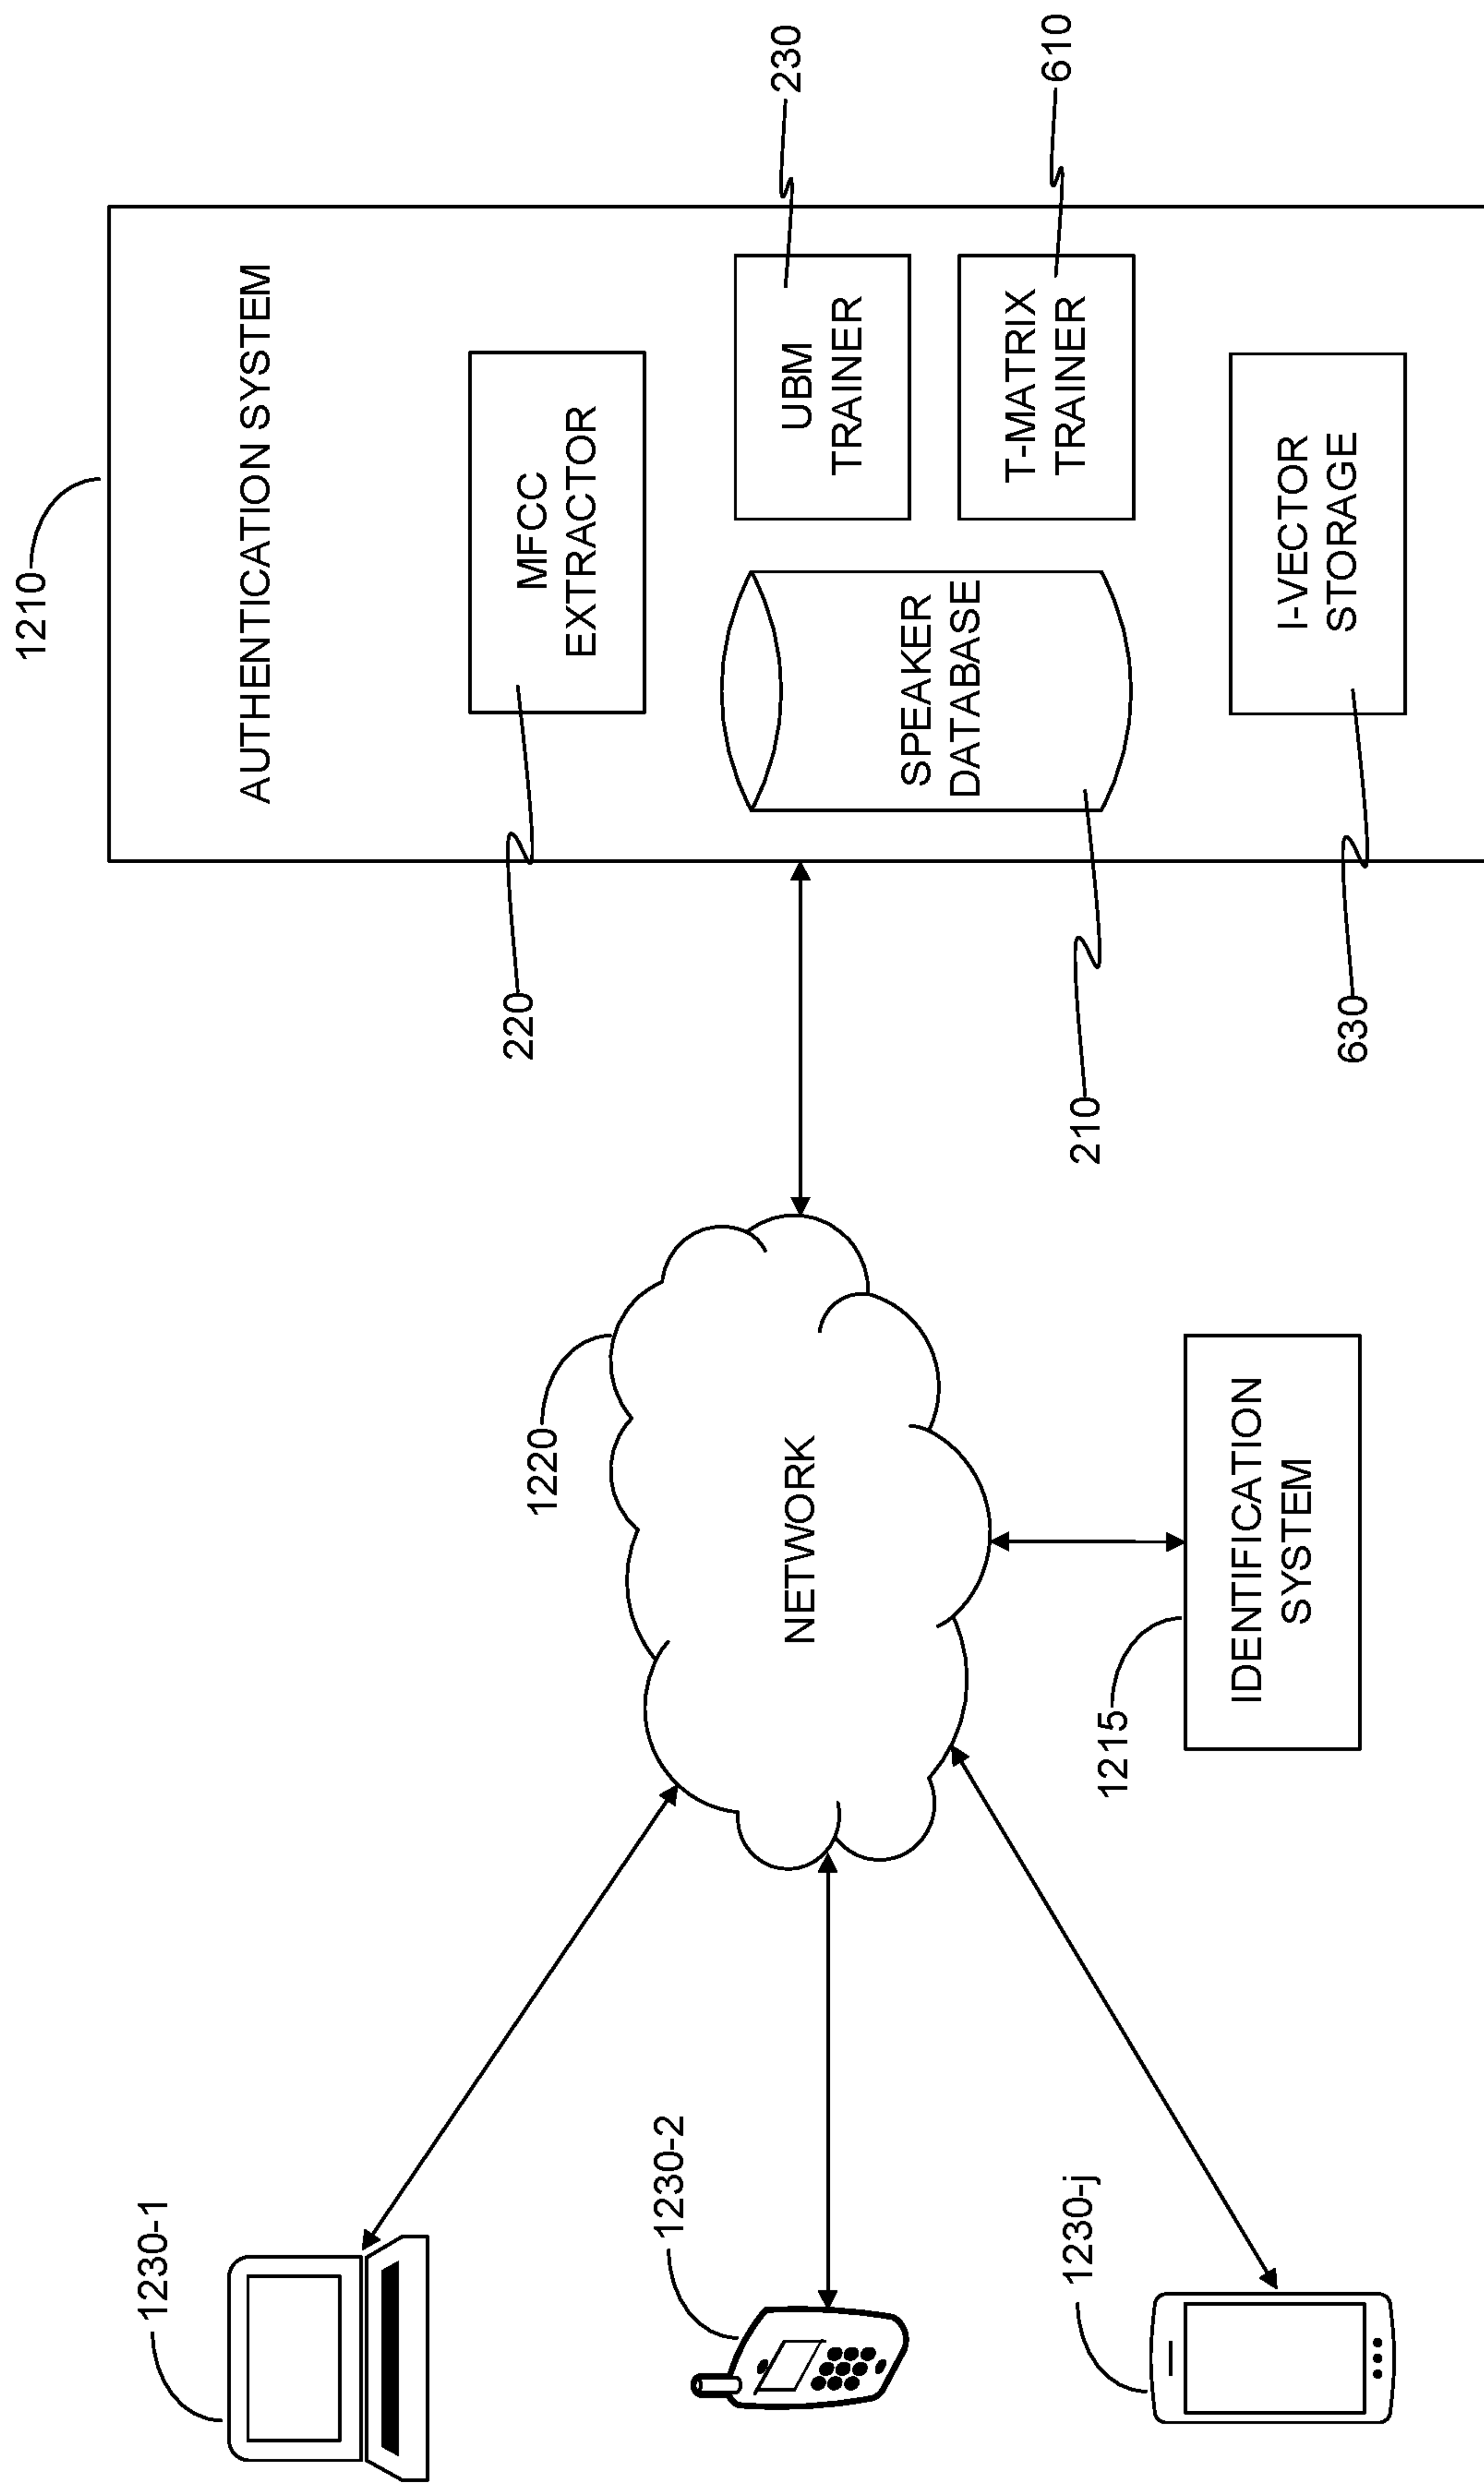 1210
AUTHENTICATION SYSTEM
MFCC
EXTRACTOR
220
UBM
TRAINER
230
SPEAKER
DATABASE
210
T-MATRIX
TRAINER
610
I-VECTOR
STORAGE
630
1220
NETWORK
1215
IDENTIFICATION
SYSTEM
1230-1
1230-2
1230-j